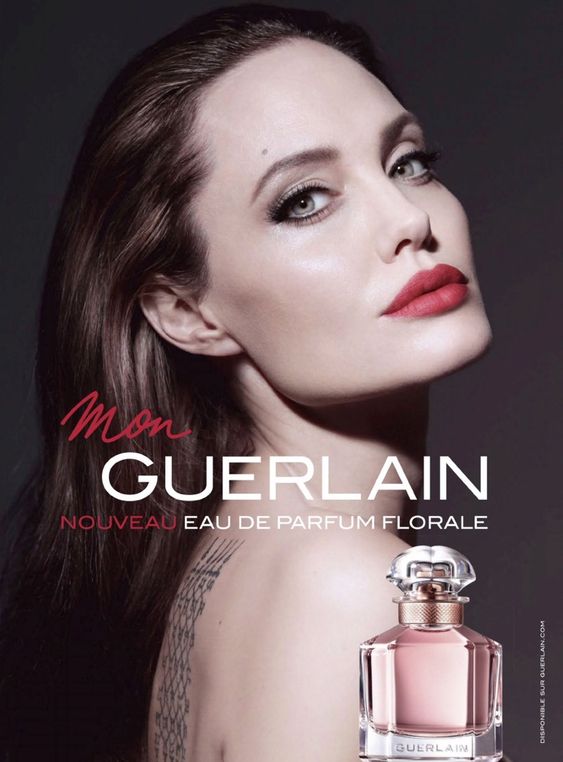 Mon
GUERLAIN
NOUVEAU EAU DE PARFUM FLORALE
GUERLAIN
DISPONIBLE SUR GUERLAIN.COM